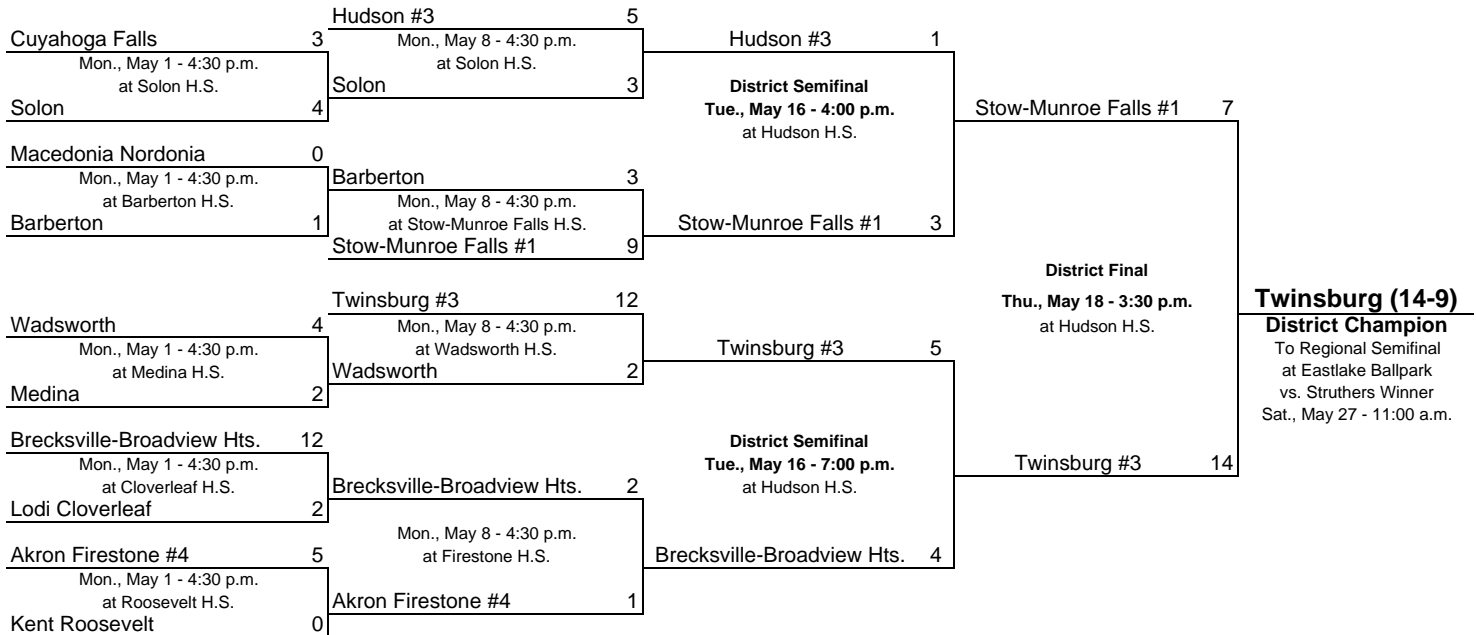 Cuyahoga Falls 3
Mon., May 1 - 4:30 p.m.
at Solon H.S.
Solon 4
Macedonia Nordonia 0
Mon., May 1 - 4:30 p.m.
at Barberton H.S.
Barberton 1
Wadsworth 4
Mon., May 1 - 4:30 p.m.
at Medina H.S.
Medina 2
Brecksville-Broadview Hts. 12
Mon., May 1 - 4:30 p.m.
at Cloverleaf H.S.
Lodi Cloverleaf 2
Akron Firestone #4 5
Mon., May 1 - 4:30 p.m.
at Roosevelt H.S.
Kent Roosevelt 0
Hudson #3 5
Mon., May 8 - 4:30 p.m.
at Solon H.S.
Solon 3
Barberton 3
Mon., May 8 - 4:30 p.m.
at Stow-Munroe Falls H.S.
Stow-Munroe Falls #1 9
Twinsburg #3 12
Mon., May 8 - 4:30 p.m.
at Wadsworth H.S.
Wadsworth 2
Brecksville-Broadview Hts. 2
Mon., May 8 - 4:30 p.m.
at Firestone H.S.
Akron Firestone #4 1
Hudson #3 1
District Semifinal
Tue., May 16 - 4:00 p.m.
at Hudson H.S.
Stow-Munroe Falls #1 3
Twinsburg #3 5
District Semifinal
Tue., May 16 - 7:00 p.m.
at Hudson H.S.
Brecksville-Broadview Hts. 4
Stow-Munroe Falls #1 7
District Final
Thu., May 18 - 3:30 p.m.
at Hudson H.S.
Twinsburg #3 14
Twinsburg (14-9)
District Champion
To Regional Semifinal
at Eastlake Ballpark
vs. Struthers Winner
Sat., May 27 - 11:00 a.m.